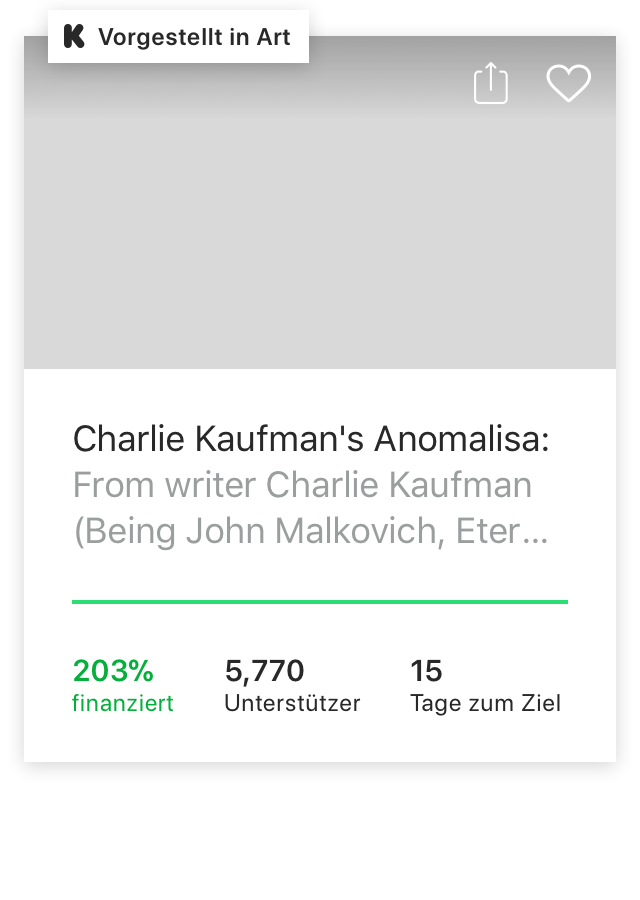 Vorgestellt in Art
Charlie Kaufman's Anomalisa:
From writer Charlie Kaufman
(Being John Malkovich, Eter…
203% 5,770 15
finanziert Unterstützer Tage zum Ziel